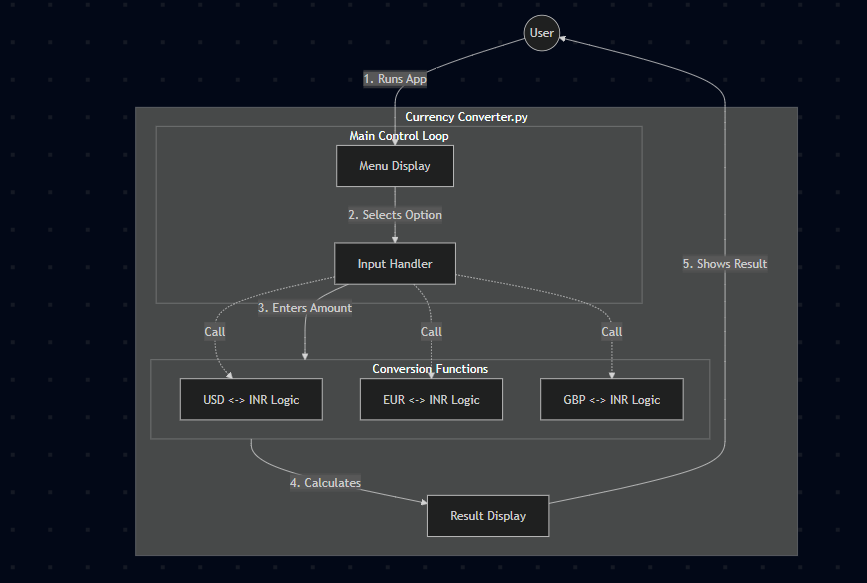 User
1. Runs App
Currency Converter.py
Main Control Loop
Menu Display
2. Selects Option
Input Handler
5. Shows Result
3. Enters Amount
Call
Call
Call
Conversion Functions
USD <-> INR Logic
EUR <-> INR Logic
GBP <-> INR Logic
4. Calculates
Result Display